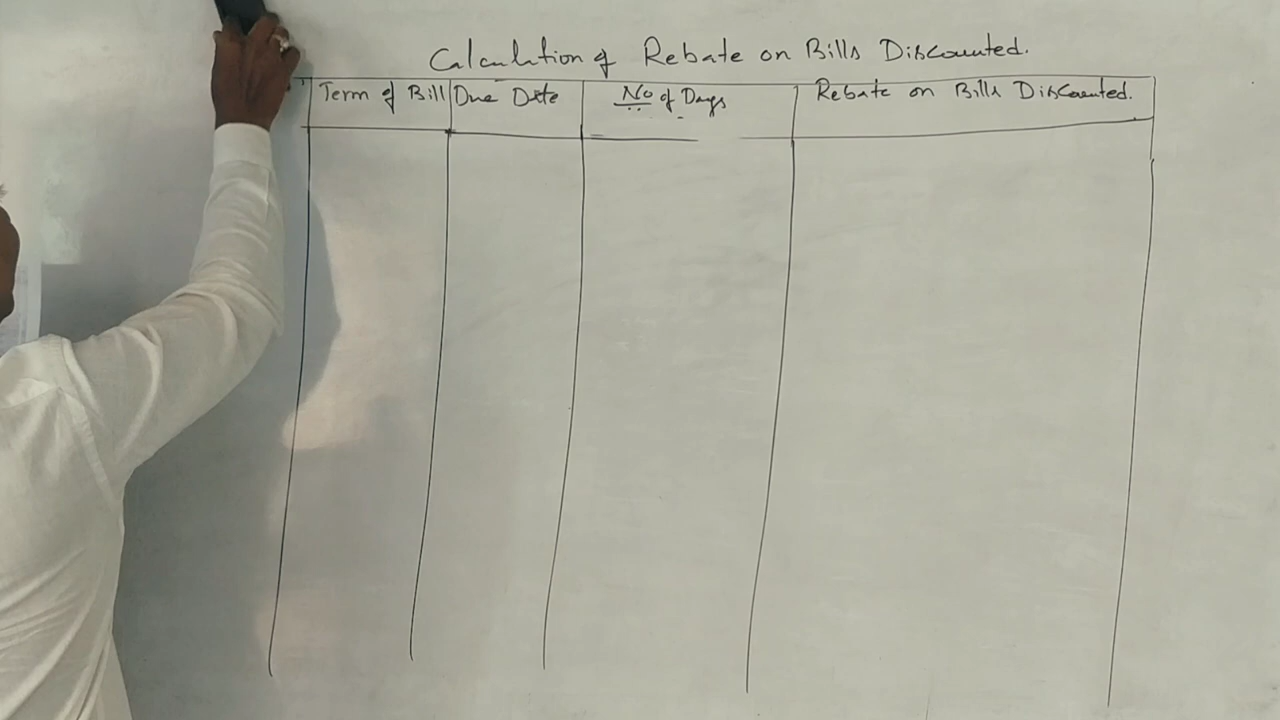 Calculation of Rebate on Bills Discounted.
Term of Bill Due Date No of Days Rebate on Bills Discounted.